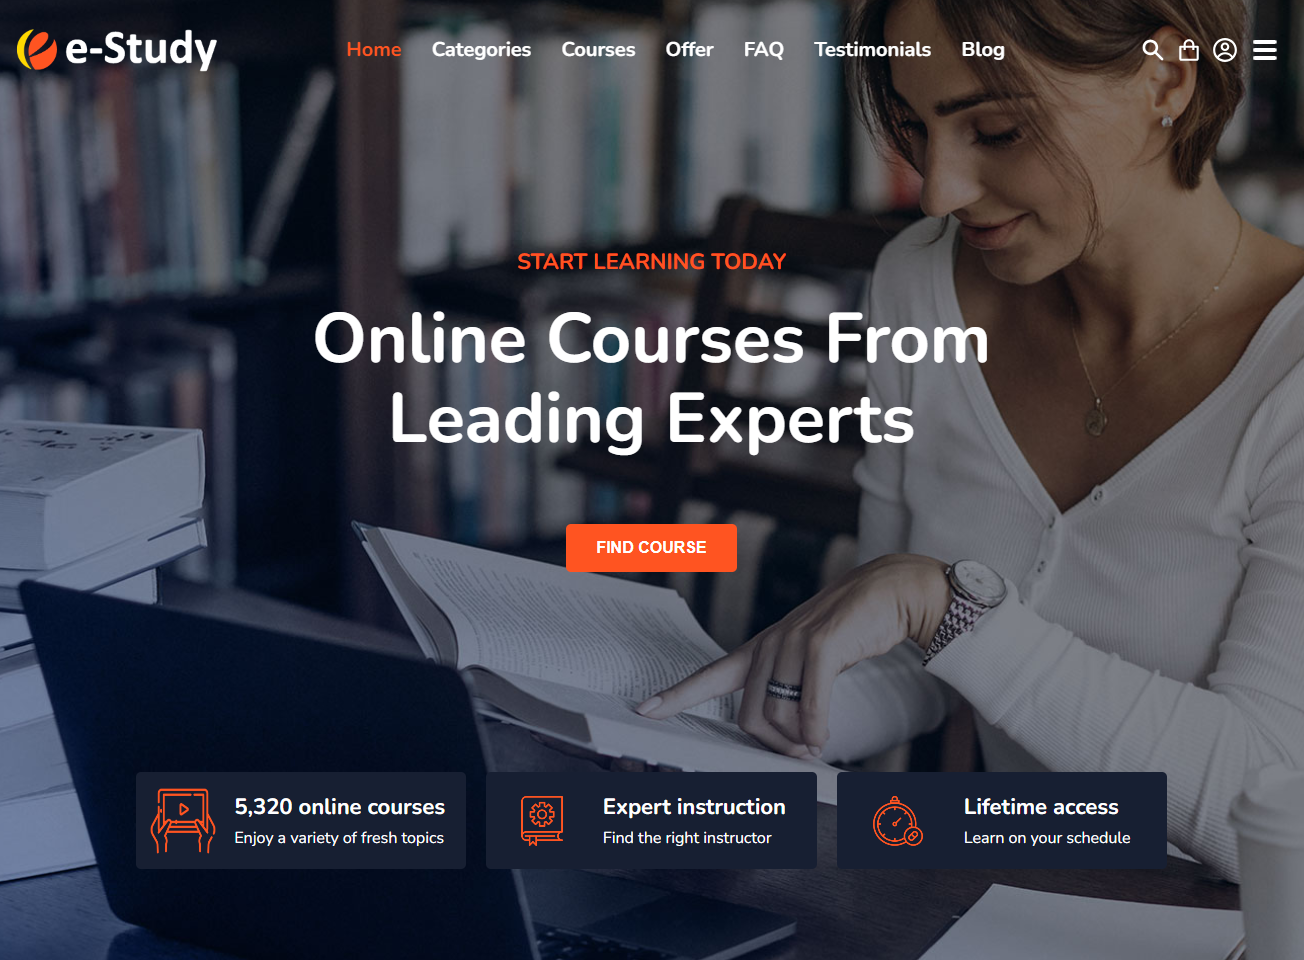 e-Study
Home Categories Courses Offer FAQ Testimonials Blog
START LEARNING TODAY
Online Courses From
Leading Experts
FIND COURSE
5,320 online courses
Enjoy a variety of fresh topics
Expert instruction
Find the right instructor
Lifetime access
Learn on your schedule